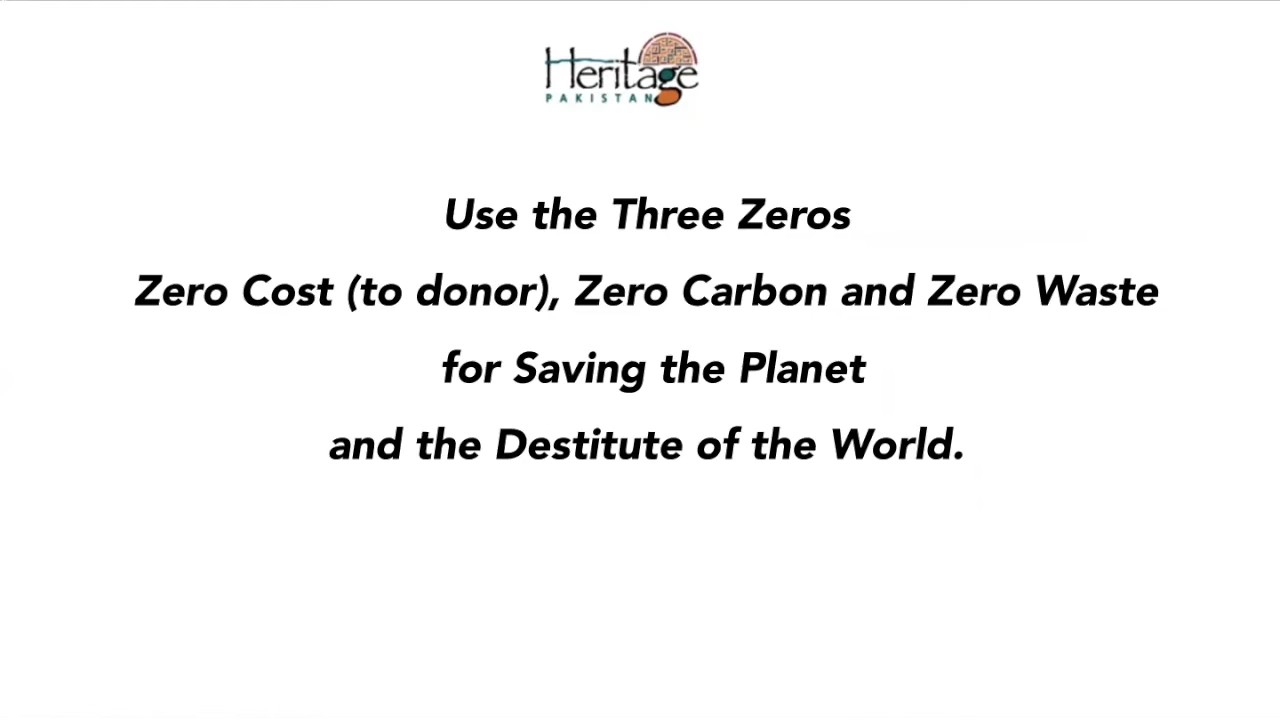 Heritage
PAKISTAN
Use the Three Zeros
Zero Cost (to donor), Zero Carbon and Zero Waste
for Saving the Planet
and the Destitute of the World.